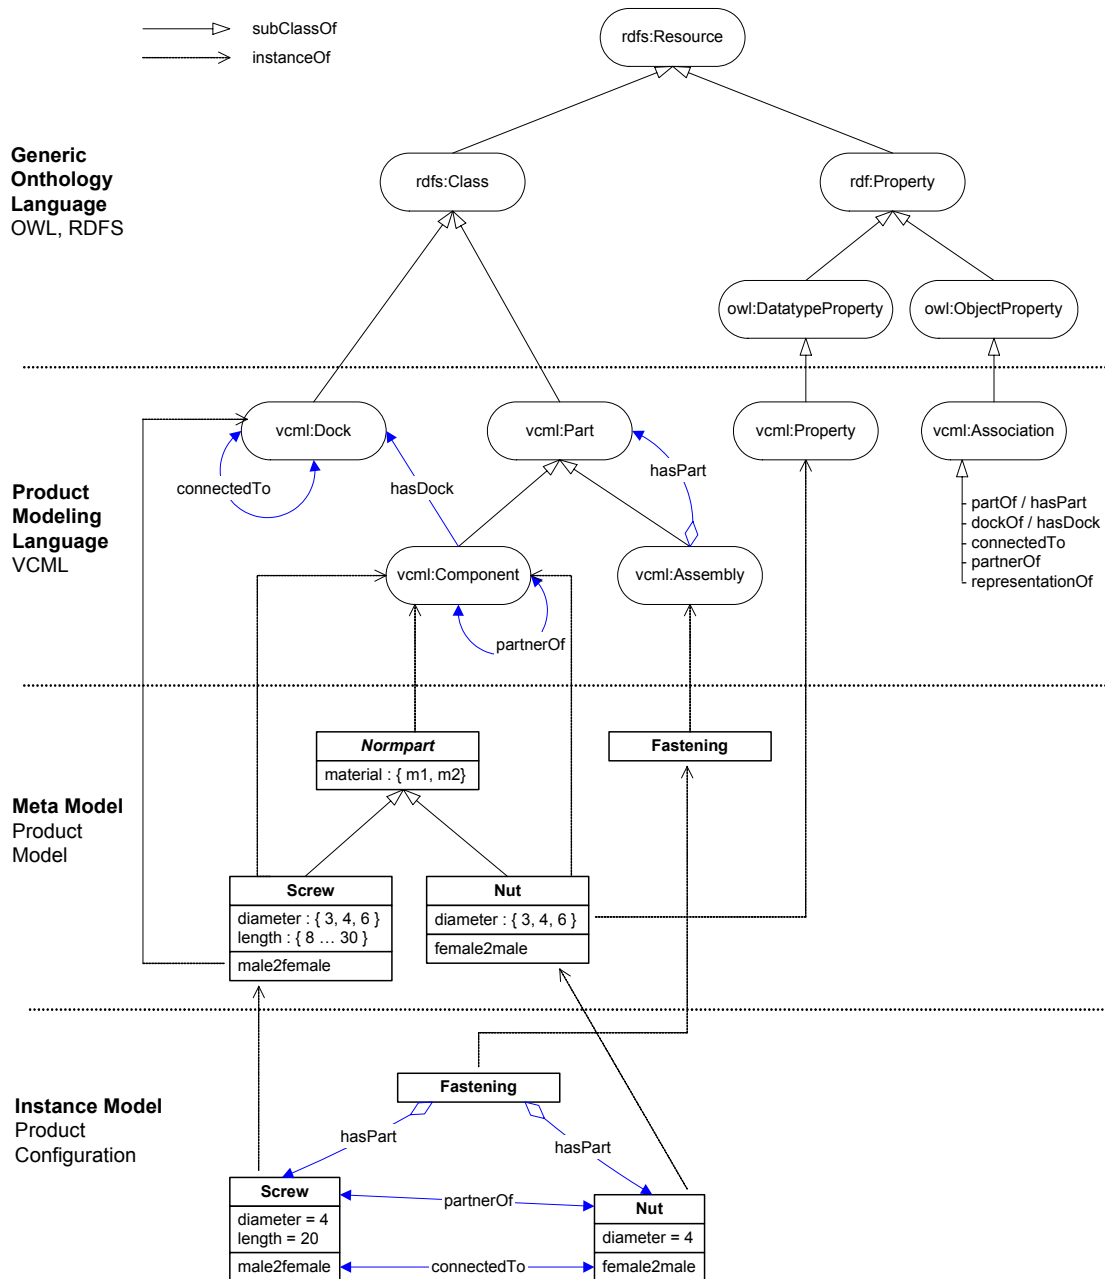 subClassOf
instanceOf
rdfs:Resource
Generic
Onthology
Language
OWL, RDFS
rdfs:Class
rdf:Property
owl:DatatypeProperty
owl:ObjectProperty
vcml:Dock
vcml:Part
vcml:Property
vcml:Association
connectedTo
hasDock
hasPart
Product
Modeling
Language
VCML
partOf / hasPart
dockOf / hasDock
connectedTo
partnerOf
representationOf
vcml:Component
vcml:Assembly
partnerOf
Normpart
material : { m1, m2}
Fastening
Meta Model
Product
Model
Screw
diameter : { 3, 4, 6 }
length : { 8 … 30 }
male2female
Nut
diameter : { 3, 4, 6 }
female2male
Instance Model
Product
Configuration
Fastening
hasPart
hasPart
Screw
diameter = 4
length = 20
male2female
partnerOf
connectedTo
Nut
diameter = 4
female2male